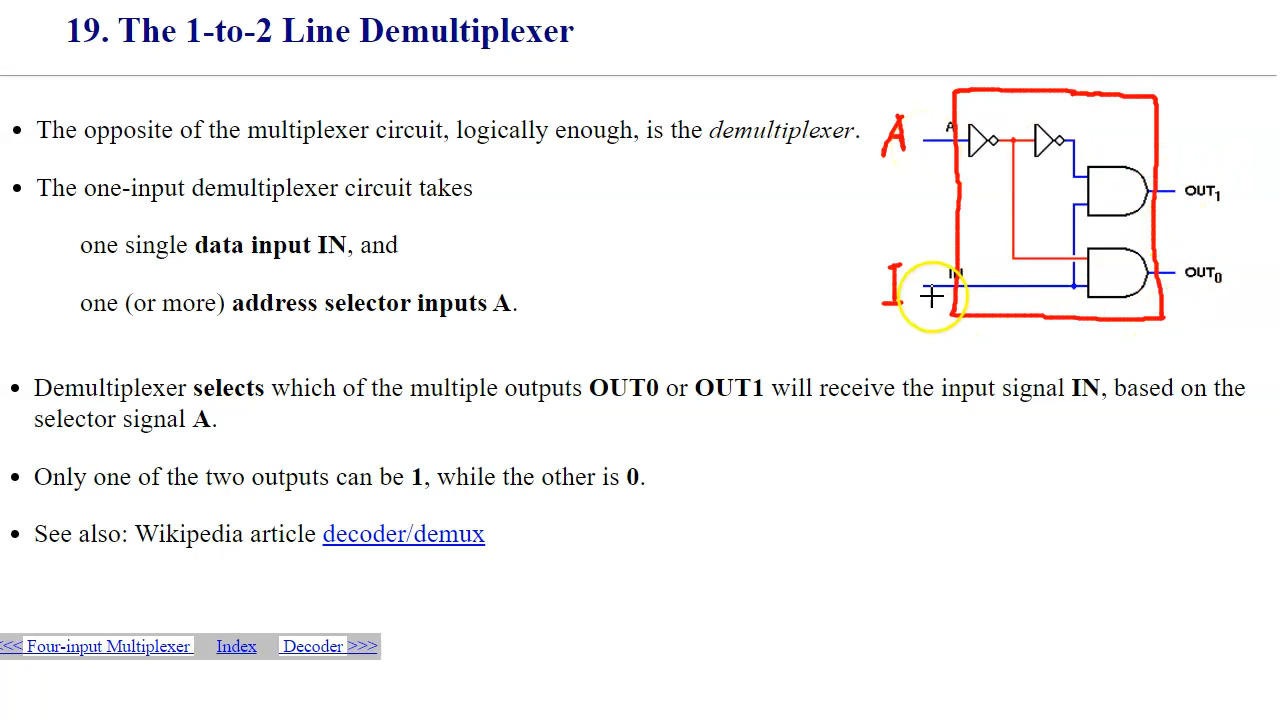 19. The 1-to-2 Line Demultiplexer
• The opposite of the multiplexer circuit, logically enough, is the demultiplexer.
• The one-input demultiplexer circuit takes
one single data input IN, and
one (or more) address selector inputs A.
A
A
OUT1
I
IN
OUT0
• Demultiplexer selects which of the multiple outputs OUT0 or OUT1 will receive the input signal IN, based on the
selector signal A.
• Only one of the two outputs can be 1, while the other is 0.
• See also: Wikipedia article decoder/demux
<<< Four-input Multiplexer Index Decoder >>>